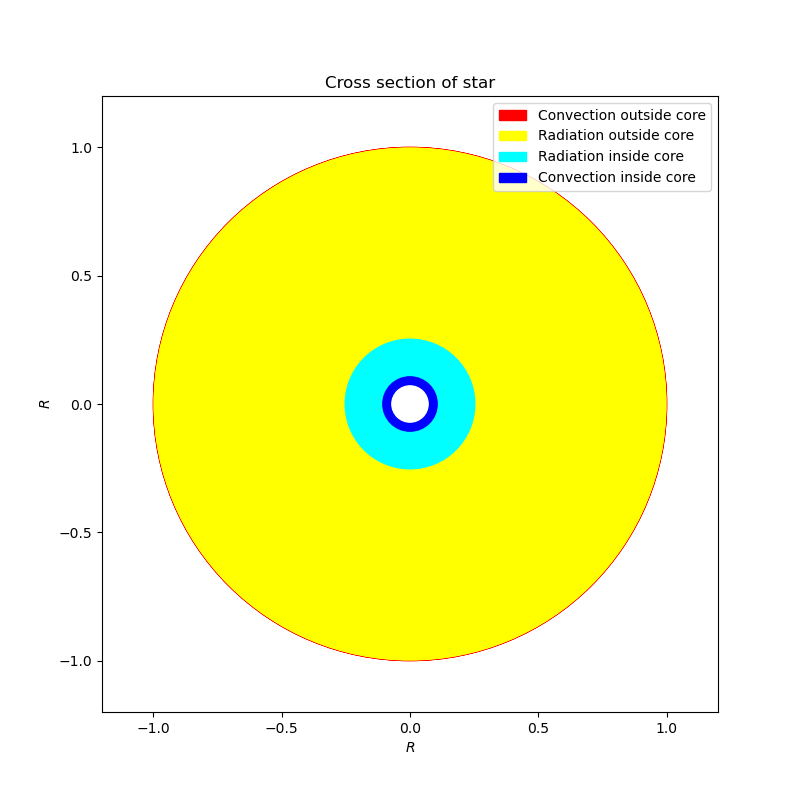 Cross section of star
Convection outside core
Radiation outside core
Radiation inside core
Convection inside core
1.0
0.5
0.0
−0.5
−1.0
R
−1.0 −0.5 0.0 0.5 1.0
R